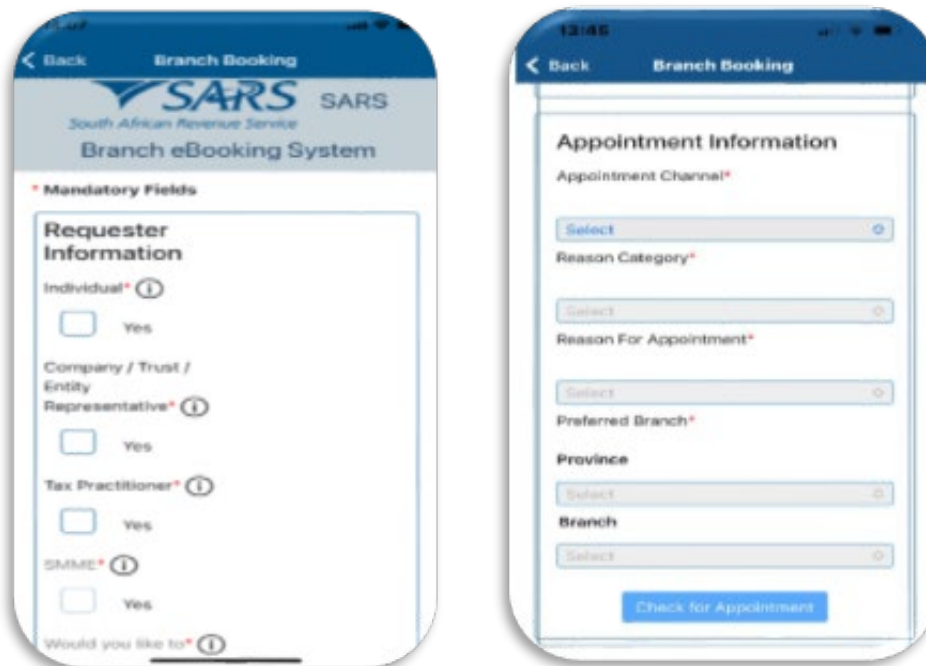 Back Branch Booking
SARS SARS
South African Revenue Service
Branch eBooking System
* Mandatory Fields
Requester
Information
Individual*
Yes
Company / Trust /
Entity
Representative*
Yes
Tax Practitioner*
Yes
SMME*
Yes
Would you like to*
12:45
Back Branch Booking
Appointment Information
Appointment Channel*
Select
Reason Category*
Select
Reason For Appointment*
Select
Preferred Branch*
Province
Select
Branch
Select
Check for Appointment